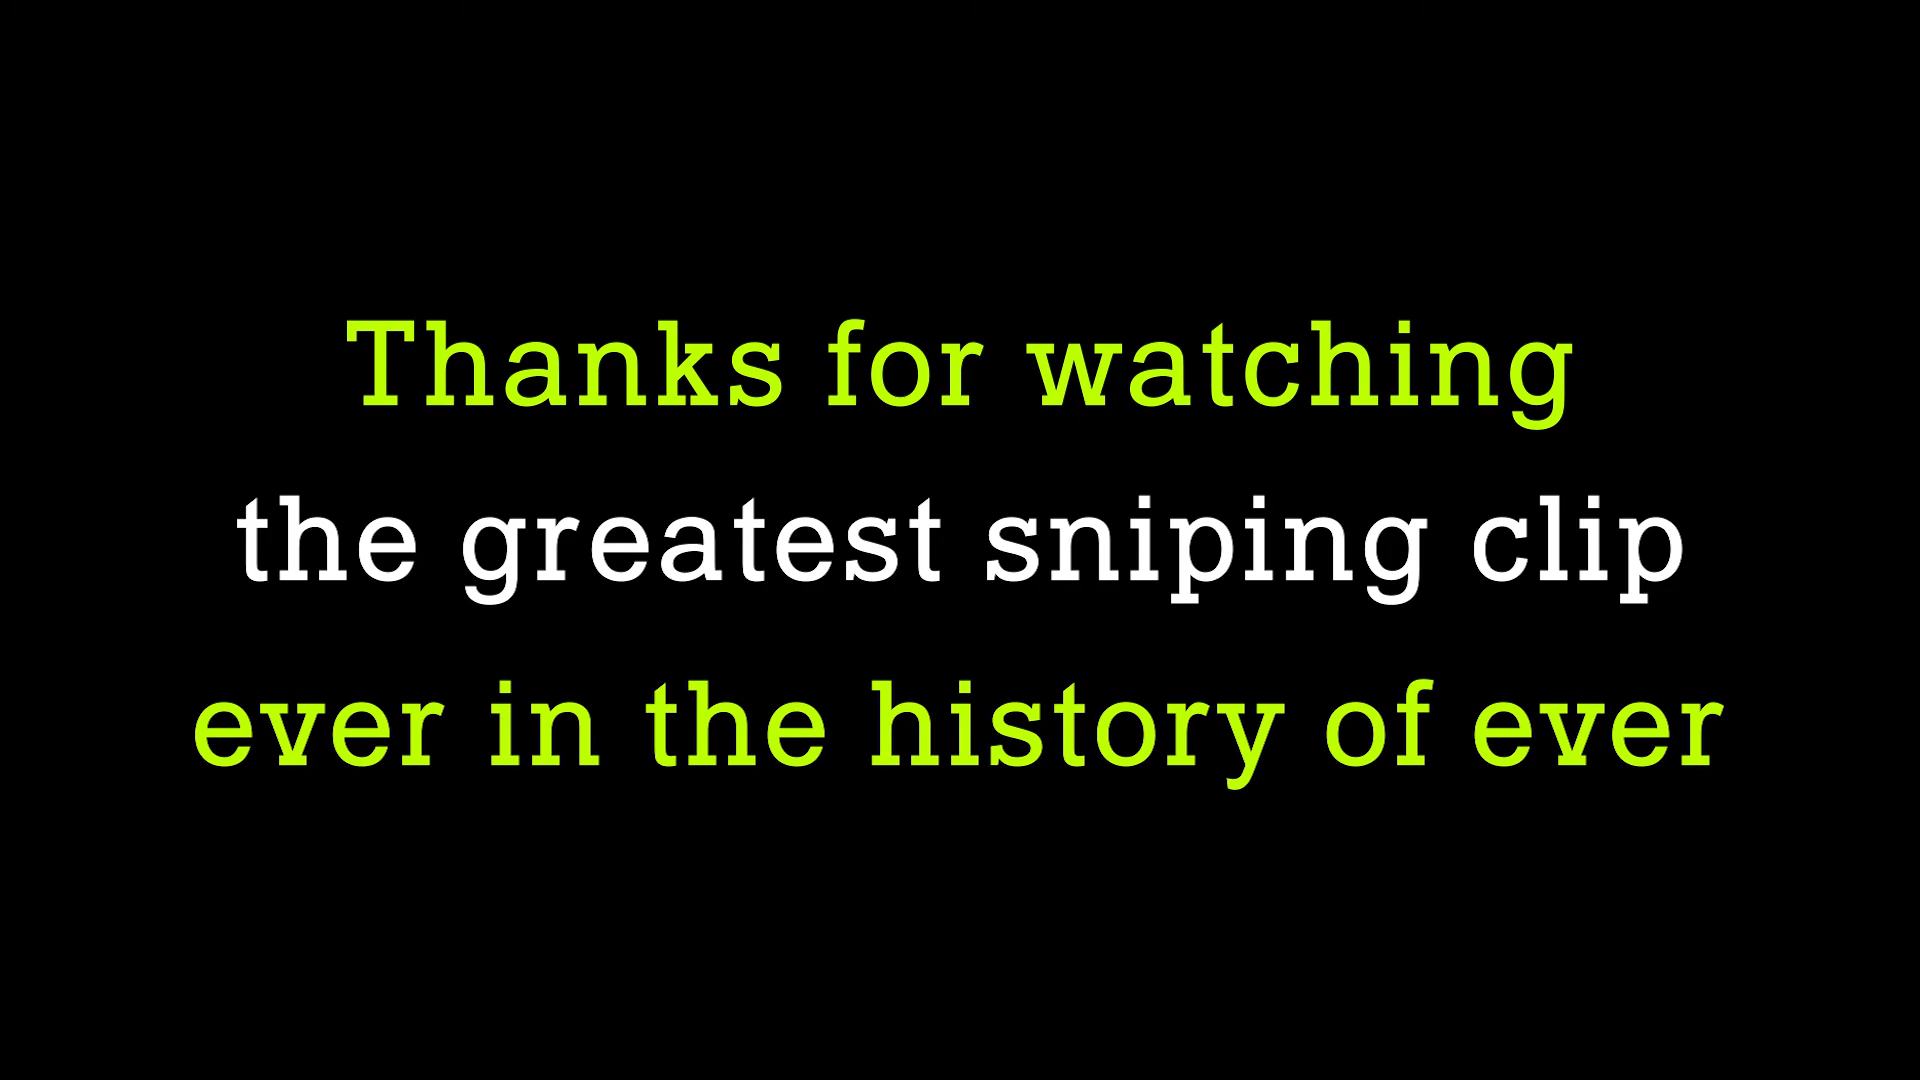 Thanks for watching
the greatest sniping clip
ever in the history of ever